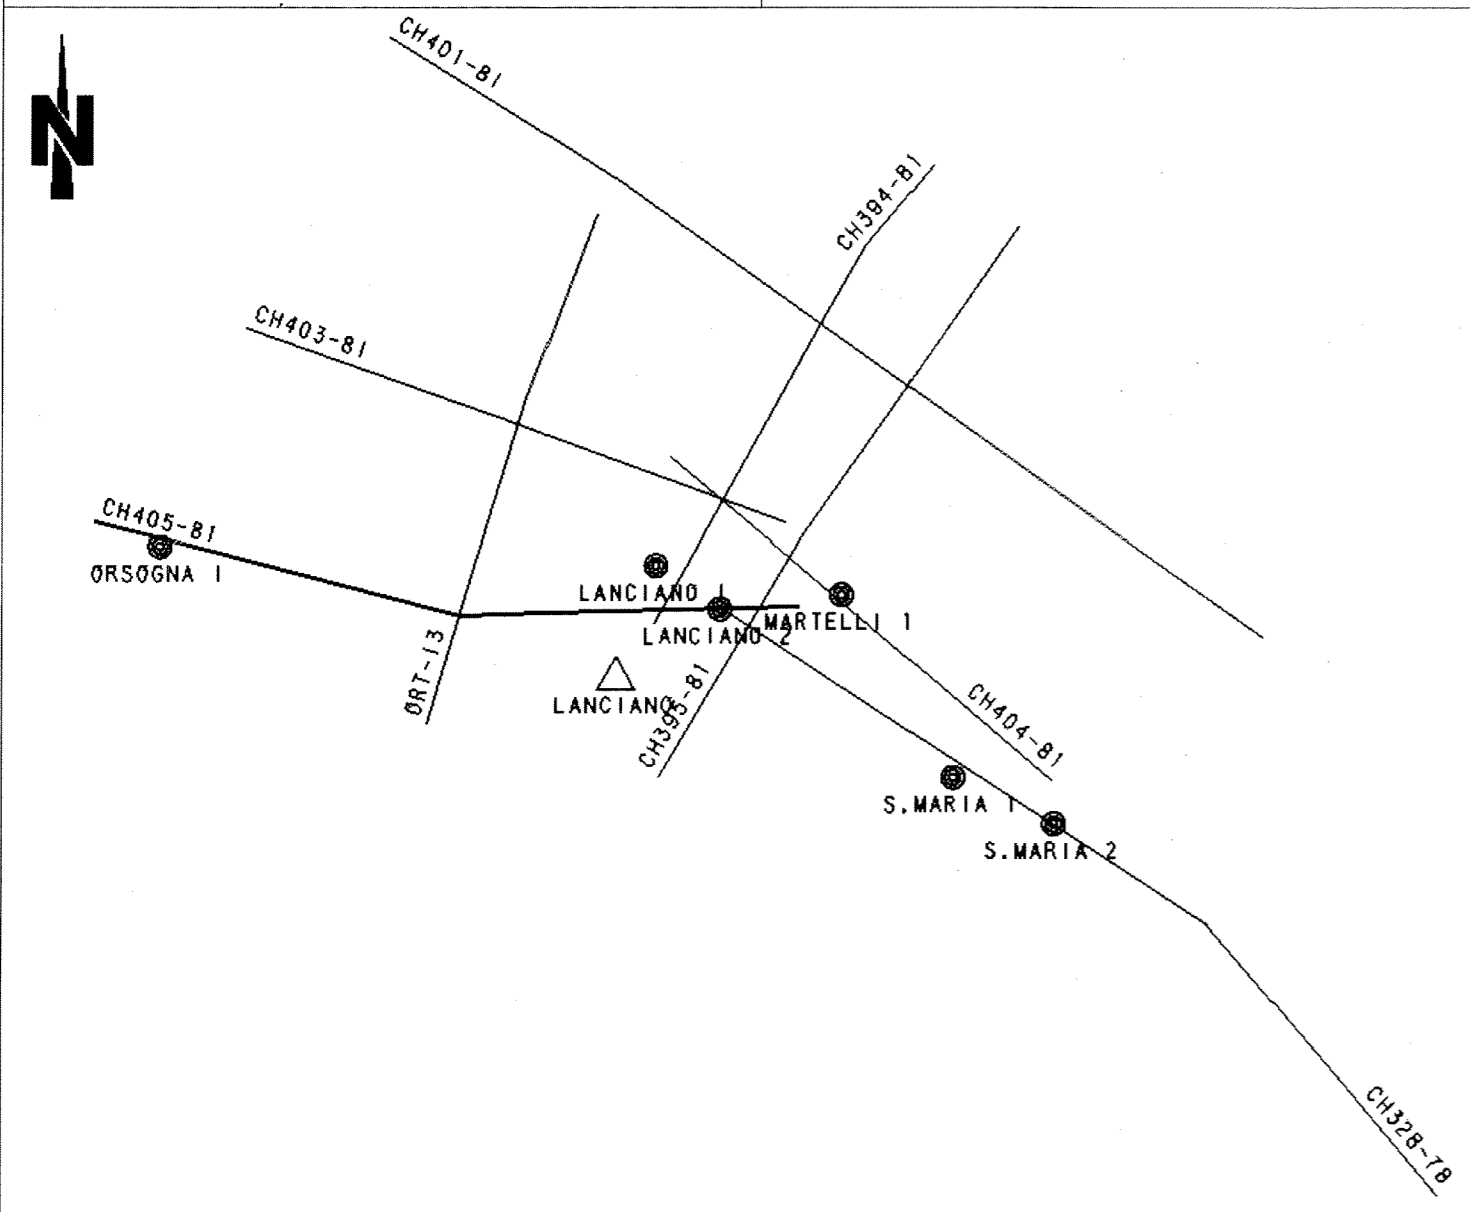 CH401-81
N
CH394-81
CH403-81
CH405-81
ORSOGNA 1
LANCIANO 1
MARTELLI 1
LANCIANO 2
ORT-13
CH395-81
LANCIANO
CH404-81
S.MARIA 1
S.MARIA 2
CH328-78